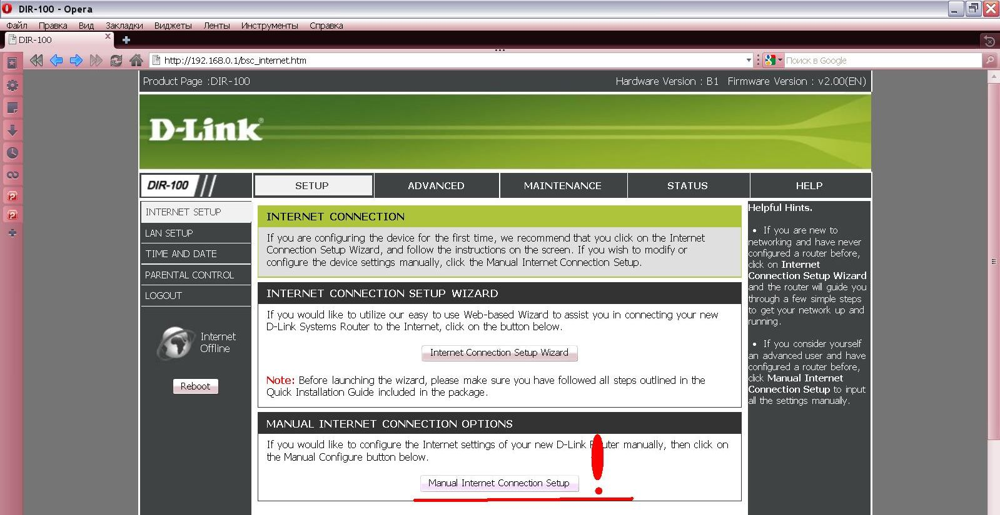 DIR-100 - Opera
Файл Правка Вид Закладки Виджеты Ленты Инструменты Справка
DIR-100
http://192.168.0.1/bsc_internet.htm
Поиск в Google
Product Page :DIR-100
Hardware Version : B1 Firmware Version : v2.00(EN)
D-Link®
DIR-100
SETUP
ADVANCED
MAINTENANCE
STATUS
HELP
INTERNET SETUP
LAN SETUP
TIME AND DATE
PARENTAL CONTROL
LOGOUT
Internet
Offline
Reboot
INTERNET CONNECTION
If you are configuring the device for the first time, we recommend that you click on the Internet
Connection Setup Wizard, and follow the instructions on the screen. If you wish to modify or
configure the device settings manually, click the Manual Internet Connection Setup.
INTERNET CONNECTION SETUP WIZARD
If you would like to utilize our easy to use Web-based Wizard to assist you in connecting your new
D-Link Systems Router to the Internet, click on the button below.
Internet Connection Setup Wizard
Note: Before launching the wizard, please make sure you have followed all steps outlined in the
Quick Installation Guide included in the package.
MANUAL INTERNET CONNECTION OPTIONS
If you would like to configure the Internet settings of your new D-Link Router manually, then click on
the Manual Configure button below.
Manual Internet Connection Setup
!
Helpful Hints.
• If you are new to
networking and have never
configured a router before,
click on Internet
Connection Setup Wizard
and the router will guide you
through a few simple steps
to get your network up and
running.
• If you consider yourself
an advanced user and have
configured a router before,
click Manual Internet
Connection Setup to input
all the settings manually.